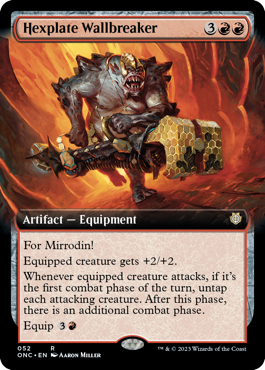 Hexplate Wallbreaker 3
Artifact — Equipment
For Mirrodin!
Equipped creature gets +2/+2.
Whenever equipped creature attacks, if it's
the first combat phase of the turn, untap
each attacking creature. After this phase,
there is an additional combat phase.
Equip 3
052 R
ONC • EN AARON MILLER
™ & © 2023 Wizards of the Coast